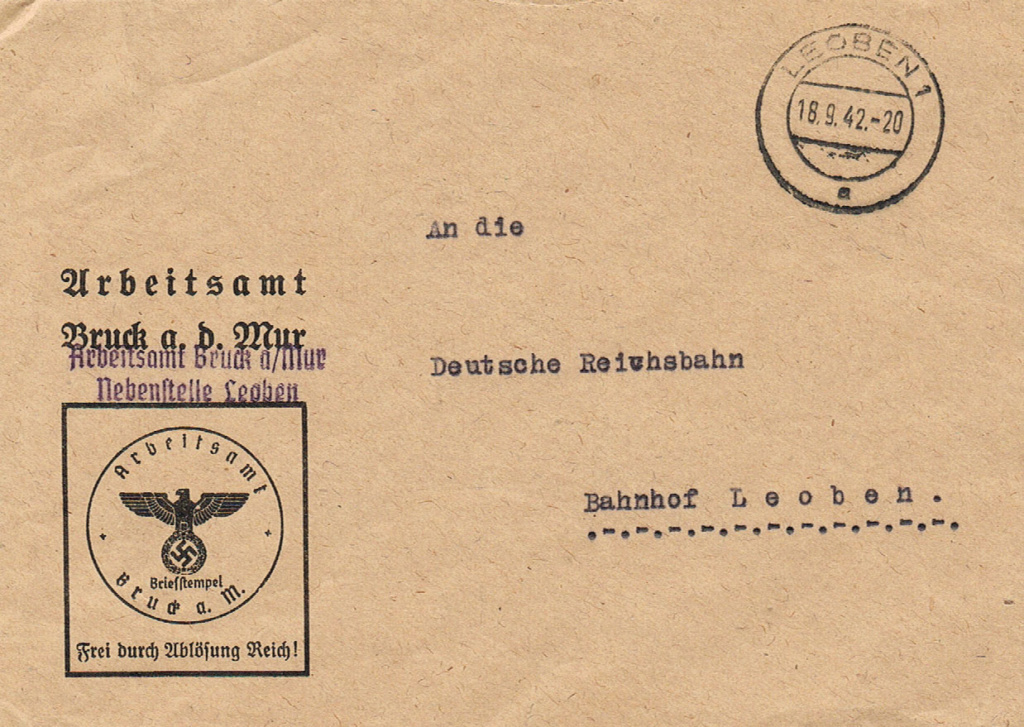 LEOBEN 1
18.9.42.-20
a
An die
Arbeitsamt
Bruck a. d. Mur
Arbeitsamt Bruck a/Mur
Nebenstelle Leoben
Deutsche Reichsbahn
Bahnhof Leoben.
Arbeitsamt
Briefstempel
Bruck a. M.
Frei durch Ablösung Reich!